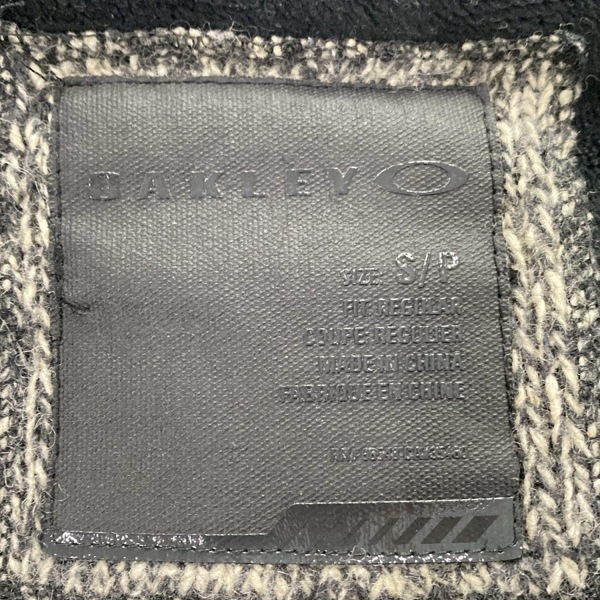 OAKLEY
SIZE: S/P
FIT: REGULAR
COUPE: REGULIER
MADE IN CHINA
FABRIQUE EN CHINE